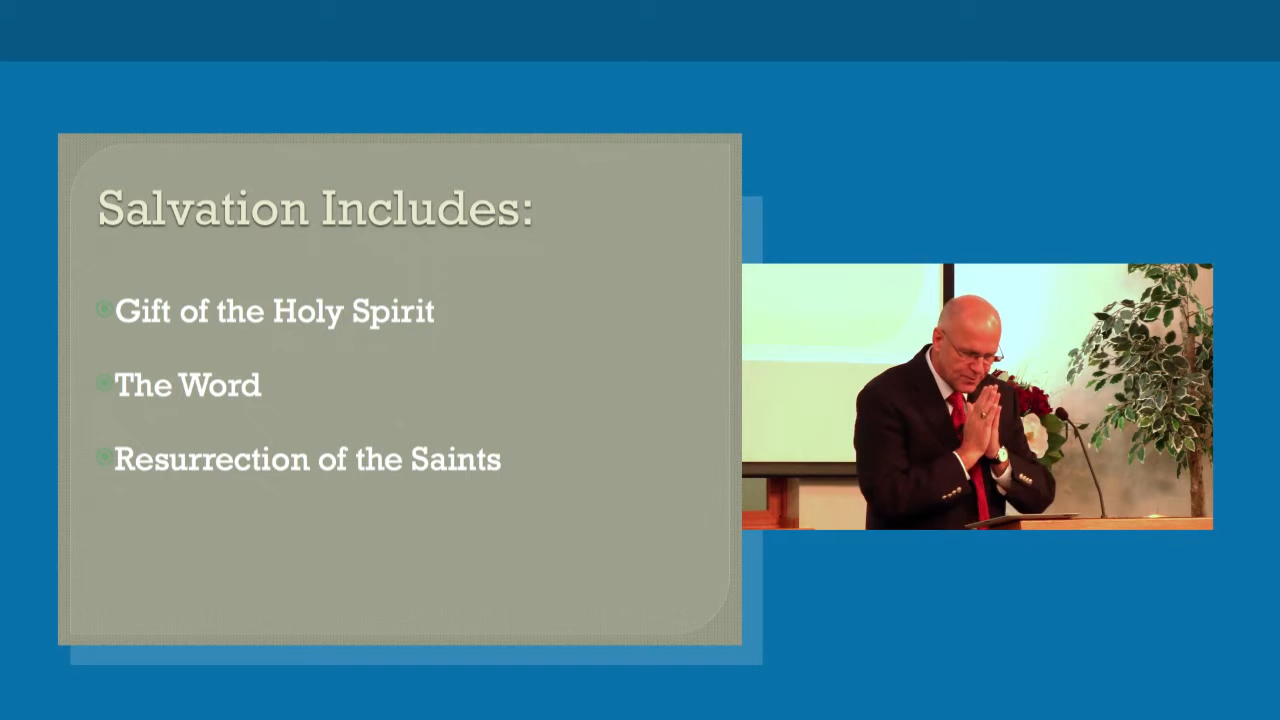 Salvation Includes:
Gift of the Holy Spirit
The Word
Resurrection of the Saints